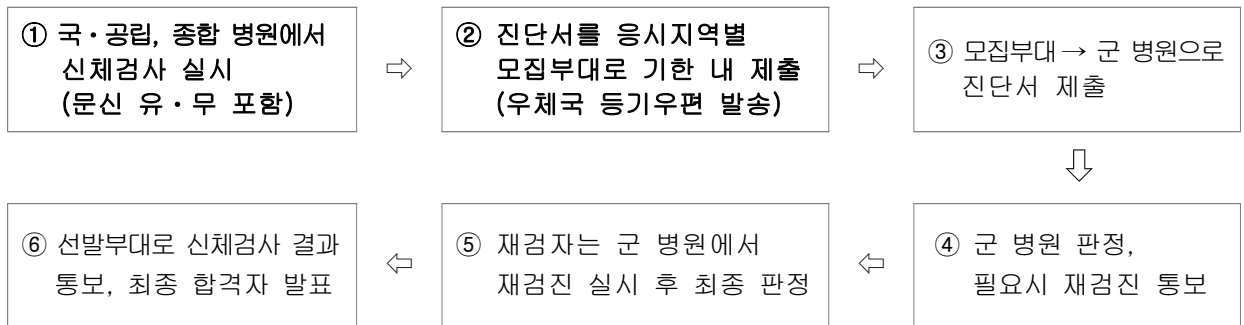 ① 국・공립, 종합 병원에서
신체검사 실시
(문신 유・무 포함)
⇨
② 진단서를 응시지역별
모집부대로 기한 내 제출
(우체국 등기우편 발송)
⇨
③ 모집부대→ 군 병원으로
진단서 제출
⇩
④ 군 병원 판정,
필요시 재검진 통보
⇦
⑤ 재검자는 군 병원에서
재검진 실시 후 최종 판정
⇦
⑥ 선발부대로 신체검사 결과
통보, 최종 합격자 발표